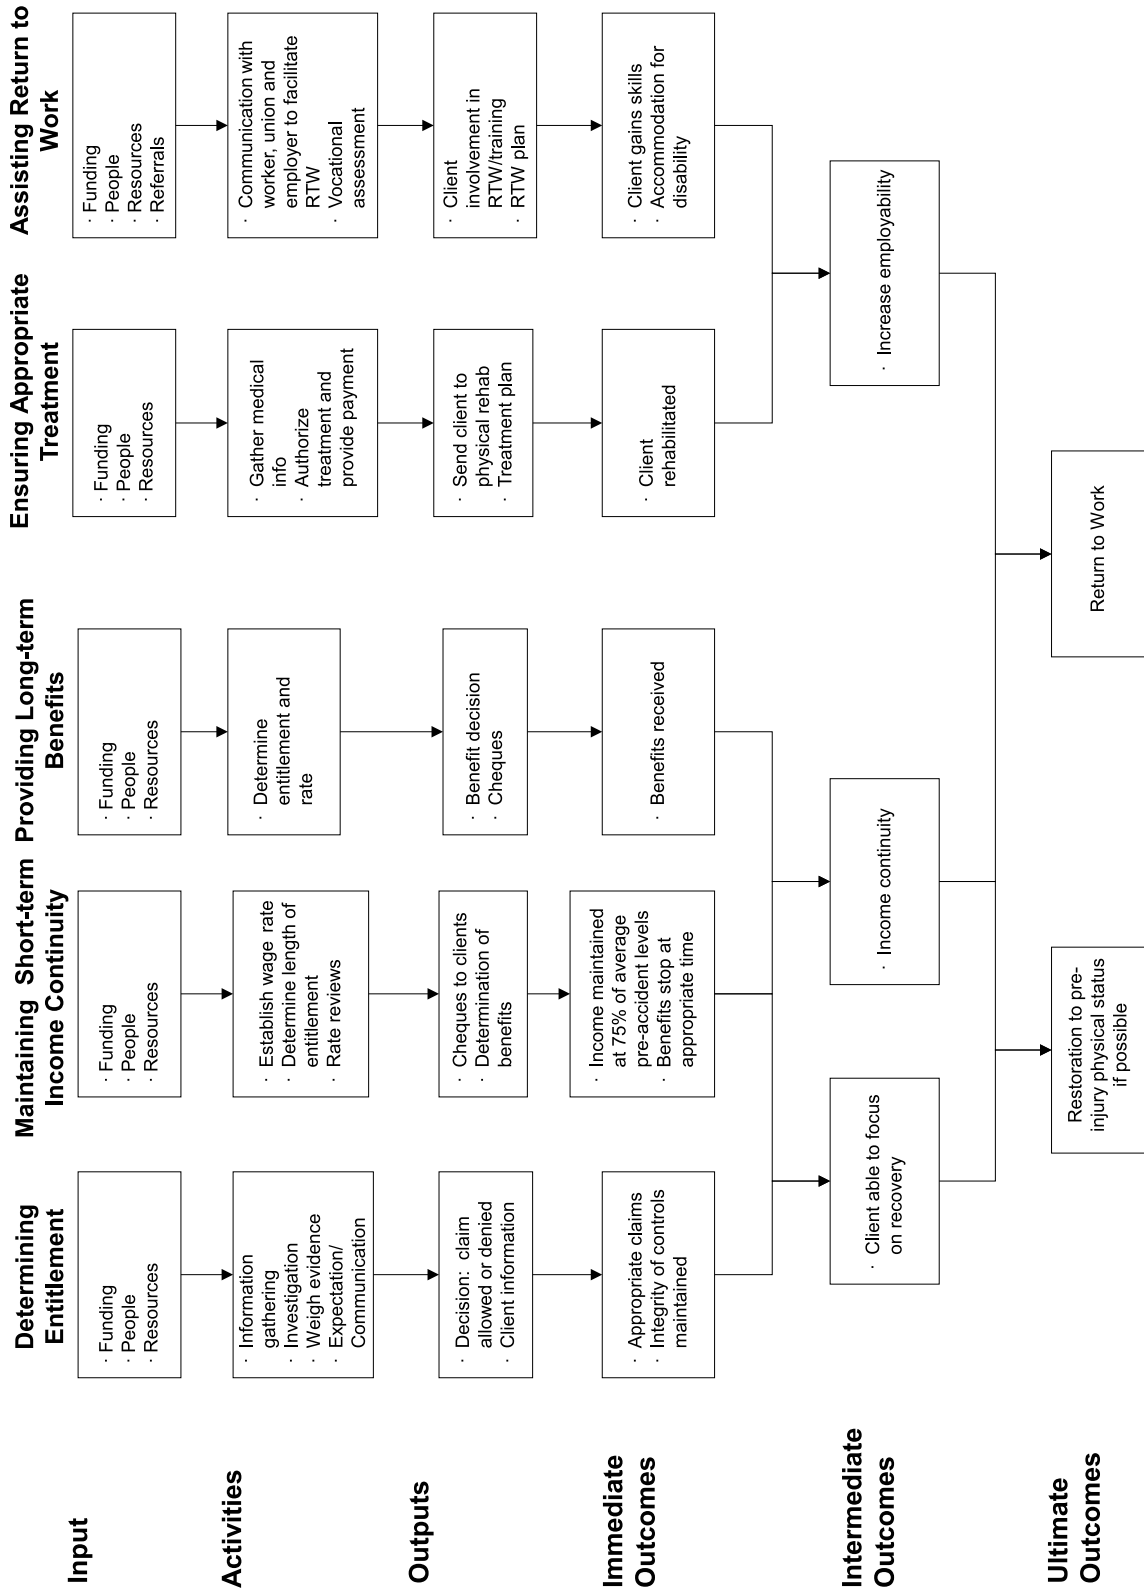 Determining
Entitlement
Maintaining Short-term
Income Continuity
Providing Long-term
Benefits
Ensuring Appropriate
Treatment
Assisting Return to
Work
Input
· Funding
· People
· Resources
· Funding
· People
· Resources
· Funding
· People
· Resources
· Funding
· People
· Resources
· Funding
· People
· Resources
· Referrals
Activities
· Information
gathering
· Investigation
· Weigh evidence
· Expectation/
Communication
· Establish wage rate
· Determine length of
entitlement
· Rate reviews
· Determine
entitlement and
rate
· Gather medical
info
· Authorize
treatment and
provide payment
· Communication with
worker, union and
employer to facilitate
RTW
· Vocational
assessment
Outputs
· Decision: claim
allowed or denied
· Client information
· Cheques to clients
· Determination of
benefits
· Benefit decision
· Cheques
· Send client to
physical rehab
· Treatment plan
· Client
involvement in
RTW/training
· RTW plan
Immediate
Outcomes
· Appropriate claims
· Integrity of controls
maintained
· Income maintained
at 75% of average
pre-accident levels
· Benefits stop at
appropriate time
· Benefits received
· Client
rehabilitated
· Client gains skills
· Accommodation for
disability
Intermediate
Outcomes
· Client able to focus
on recovery
· Income continuity
· Increase employability
Ultimate
Outcomes
Restoration to pre-
injury physical status
if possible
Return to Work